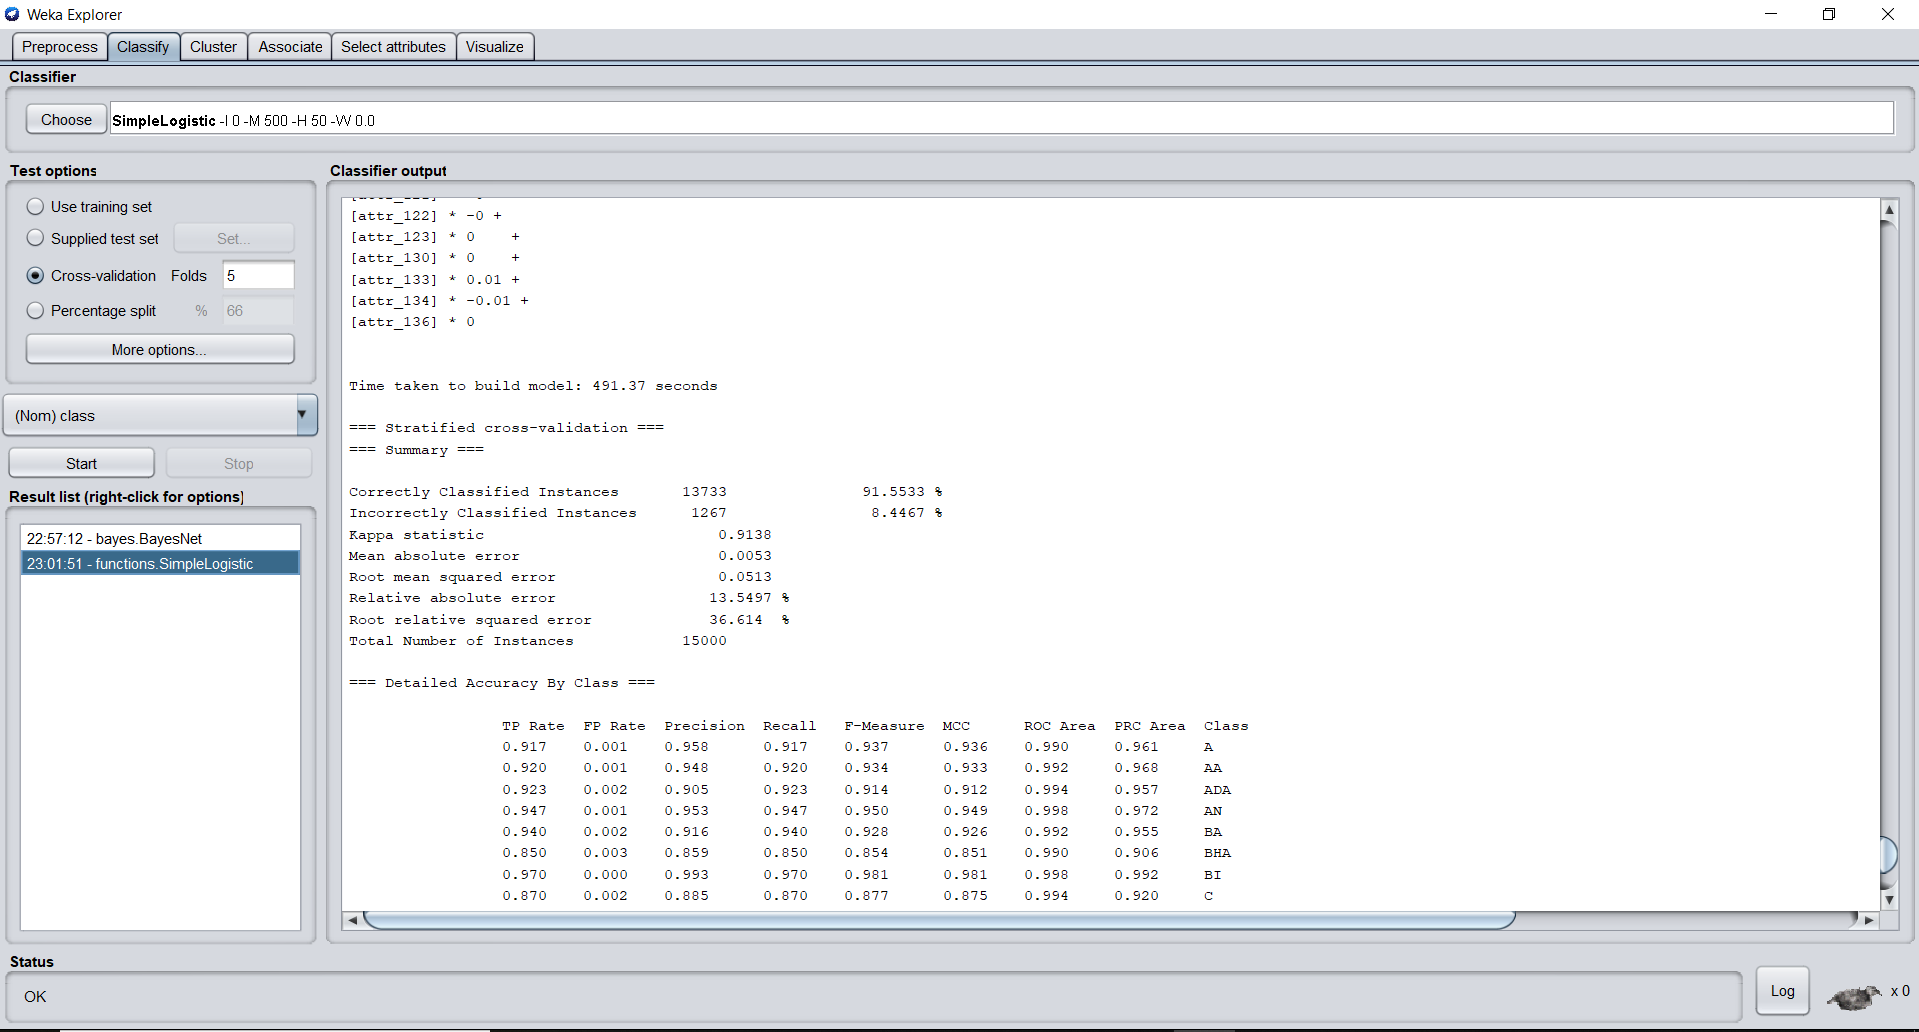 Weka Explorer
Preprocess Classify Cluster Associate Select attributes Visualize
Classifier
Choose SimpleLogistic -I 0 -M 500 -H 50 -W 0.0
Test options
Use training set
Supplied test set Set...
Cross-validation Folds 5
Percentage split % 66
More options...
(Nom) class
Start Stop
Result list (right-click for options)
22:57:12 - bayes.BayesNet
23:01:51 - functions.SimpleLogistic
Classifier output
[attr_122] * -0 +
[attr_123] * 0 +
[attr_130] * 0 +
[attr_133] * 0.01 +
[attr_134] * -0.01 +
[attr_136] * 0
Time taken to build model: 491.37 seconds
=== Stratified cross-validation ===
=== Summary ===
Correctly Classified Instances 13733 91.5533 %
Incorrectly Classified Instances 1267 8.4467 %
Kappa statistic 0.9138
Mean absolute error 0.0053
Root mean squared error 0.0513
Relative absolute error 13.5497 %
Root relative squared error 36.614 %
Total Number of Instances 15000
=== Detailed Accuracy By Class ===
TP Rate FP Rate Precision Recall F-Measure MCC ROC Area PRC Area Class
0.917 0.001 0.958 0.917 0.937 0.936 0.990 0.961 A
0.920 0.001 0.948 0.920 0.934 0.933 0.992 0.968 AA
0.923 0.002 0.905 0.923 0.914 0.912 0.994 0.957 ADA
0.947 0.001 0.953 0.947 0.950 0.949 0.998 0.972 AN
0.940 0.002 0.916 0.940 0.928 0.926 0.992 0.955 BA
0.850 0.003 0.859 0.850 0.854 0.851 0.990 0.906 BHA
0.970 0.000 0.993 0.970 0.981 0.981 0.998 0.992 BI
0.870 0.002 0.885 0.870 0.877 0.875 0.994 0.920 C
Status
OK
Log x 0